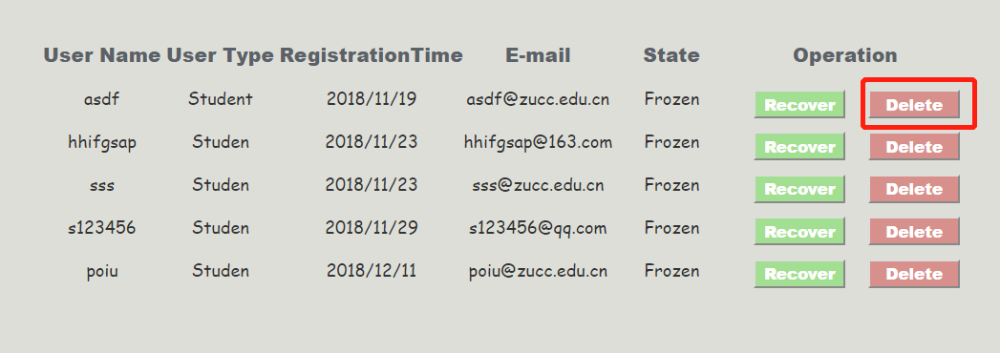 User Name User Type RegistrationTime E-mail State Operation
asdf Student 2018/11/19 asdf@zucc.edu.cn Frozen Recover Delete
hhifgsap Studen 2018/11/23 hhifgsap@163.com Frozen Recover Delete
sss Studen 2018/11/23 sss@zucc.edu.cn Frozen Recover Delete
s123456 Studen 2018/11/29 s123456@qq.com Frozen Recover Delete
poiu Studen 2018/12/11 poiu@zucc.edu.cn Frozen Recover Delete